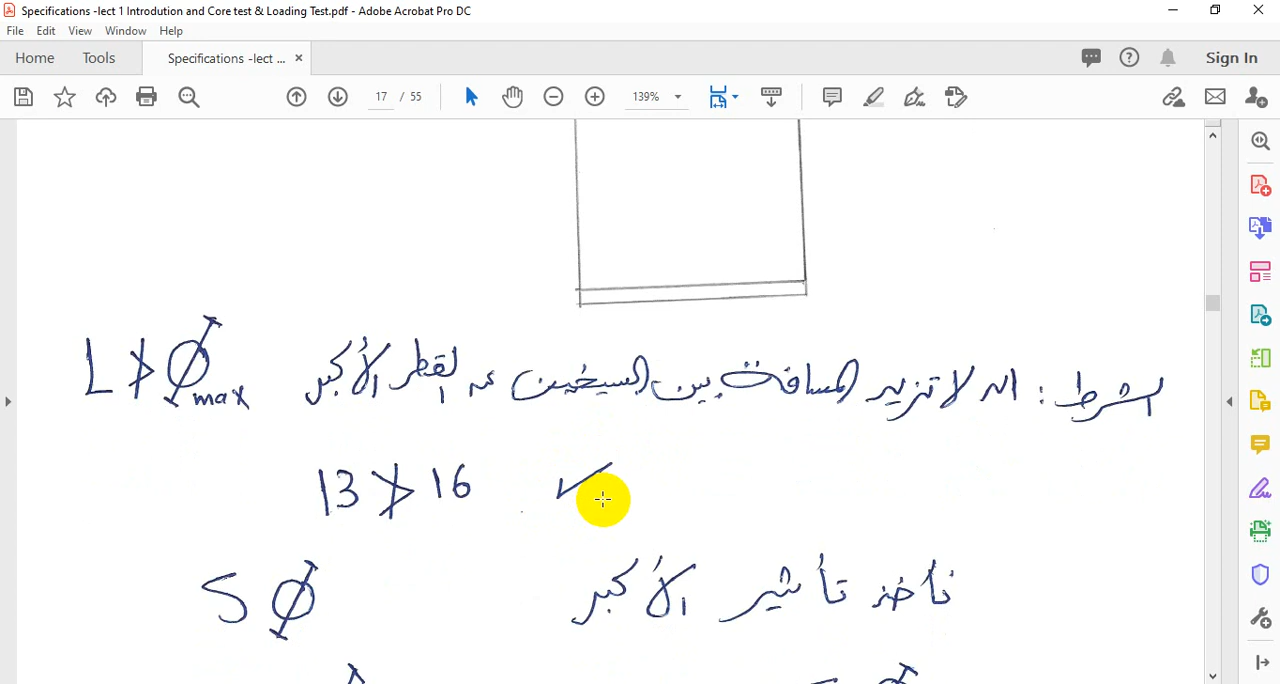 Specifications -lect 1 Introdution and Core test & Loading Test.pdf - Adobe Acrobat Pro DC
File Edit View Window Help
Home Tools Specifications -lect ... × Sign In
17 / 55 139%
الشرط : ان لا تزيد المسافة بين السيخين عن القطر الأكبر L ≯ Ømax
13 ≯ 16 ✓
نأخذ تأثير الأكبر S Ø